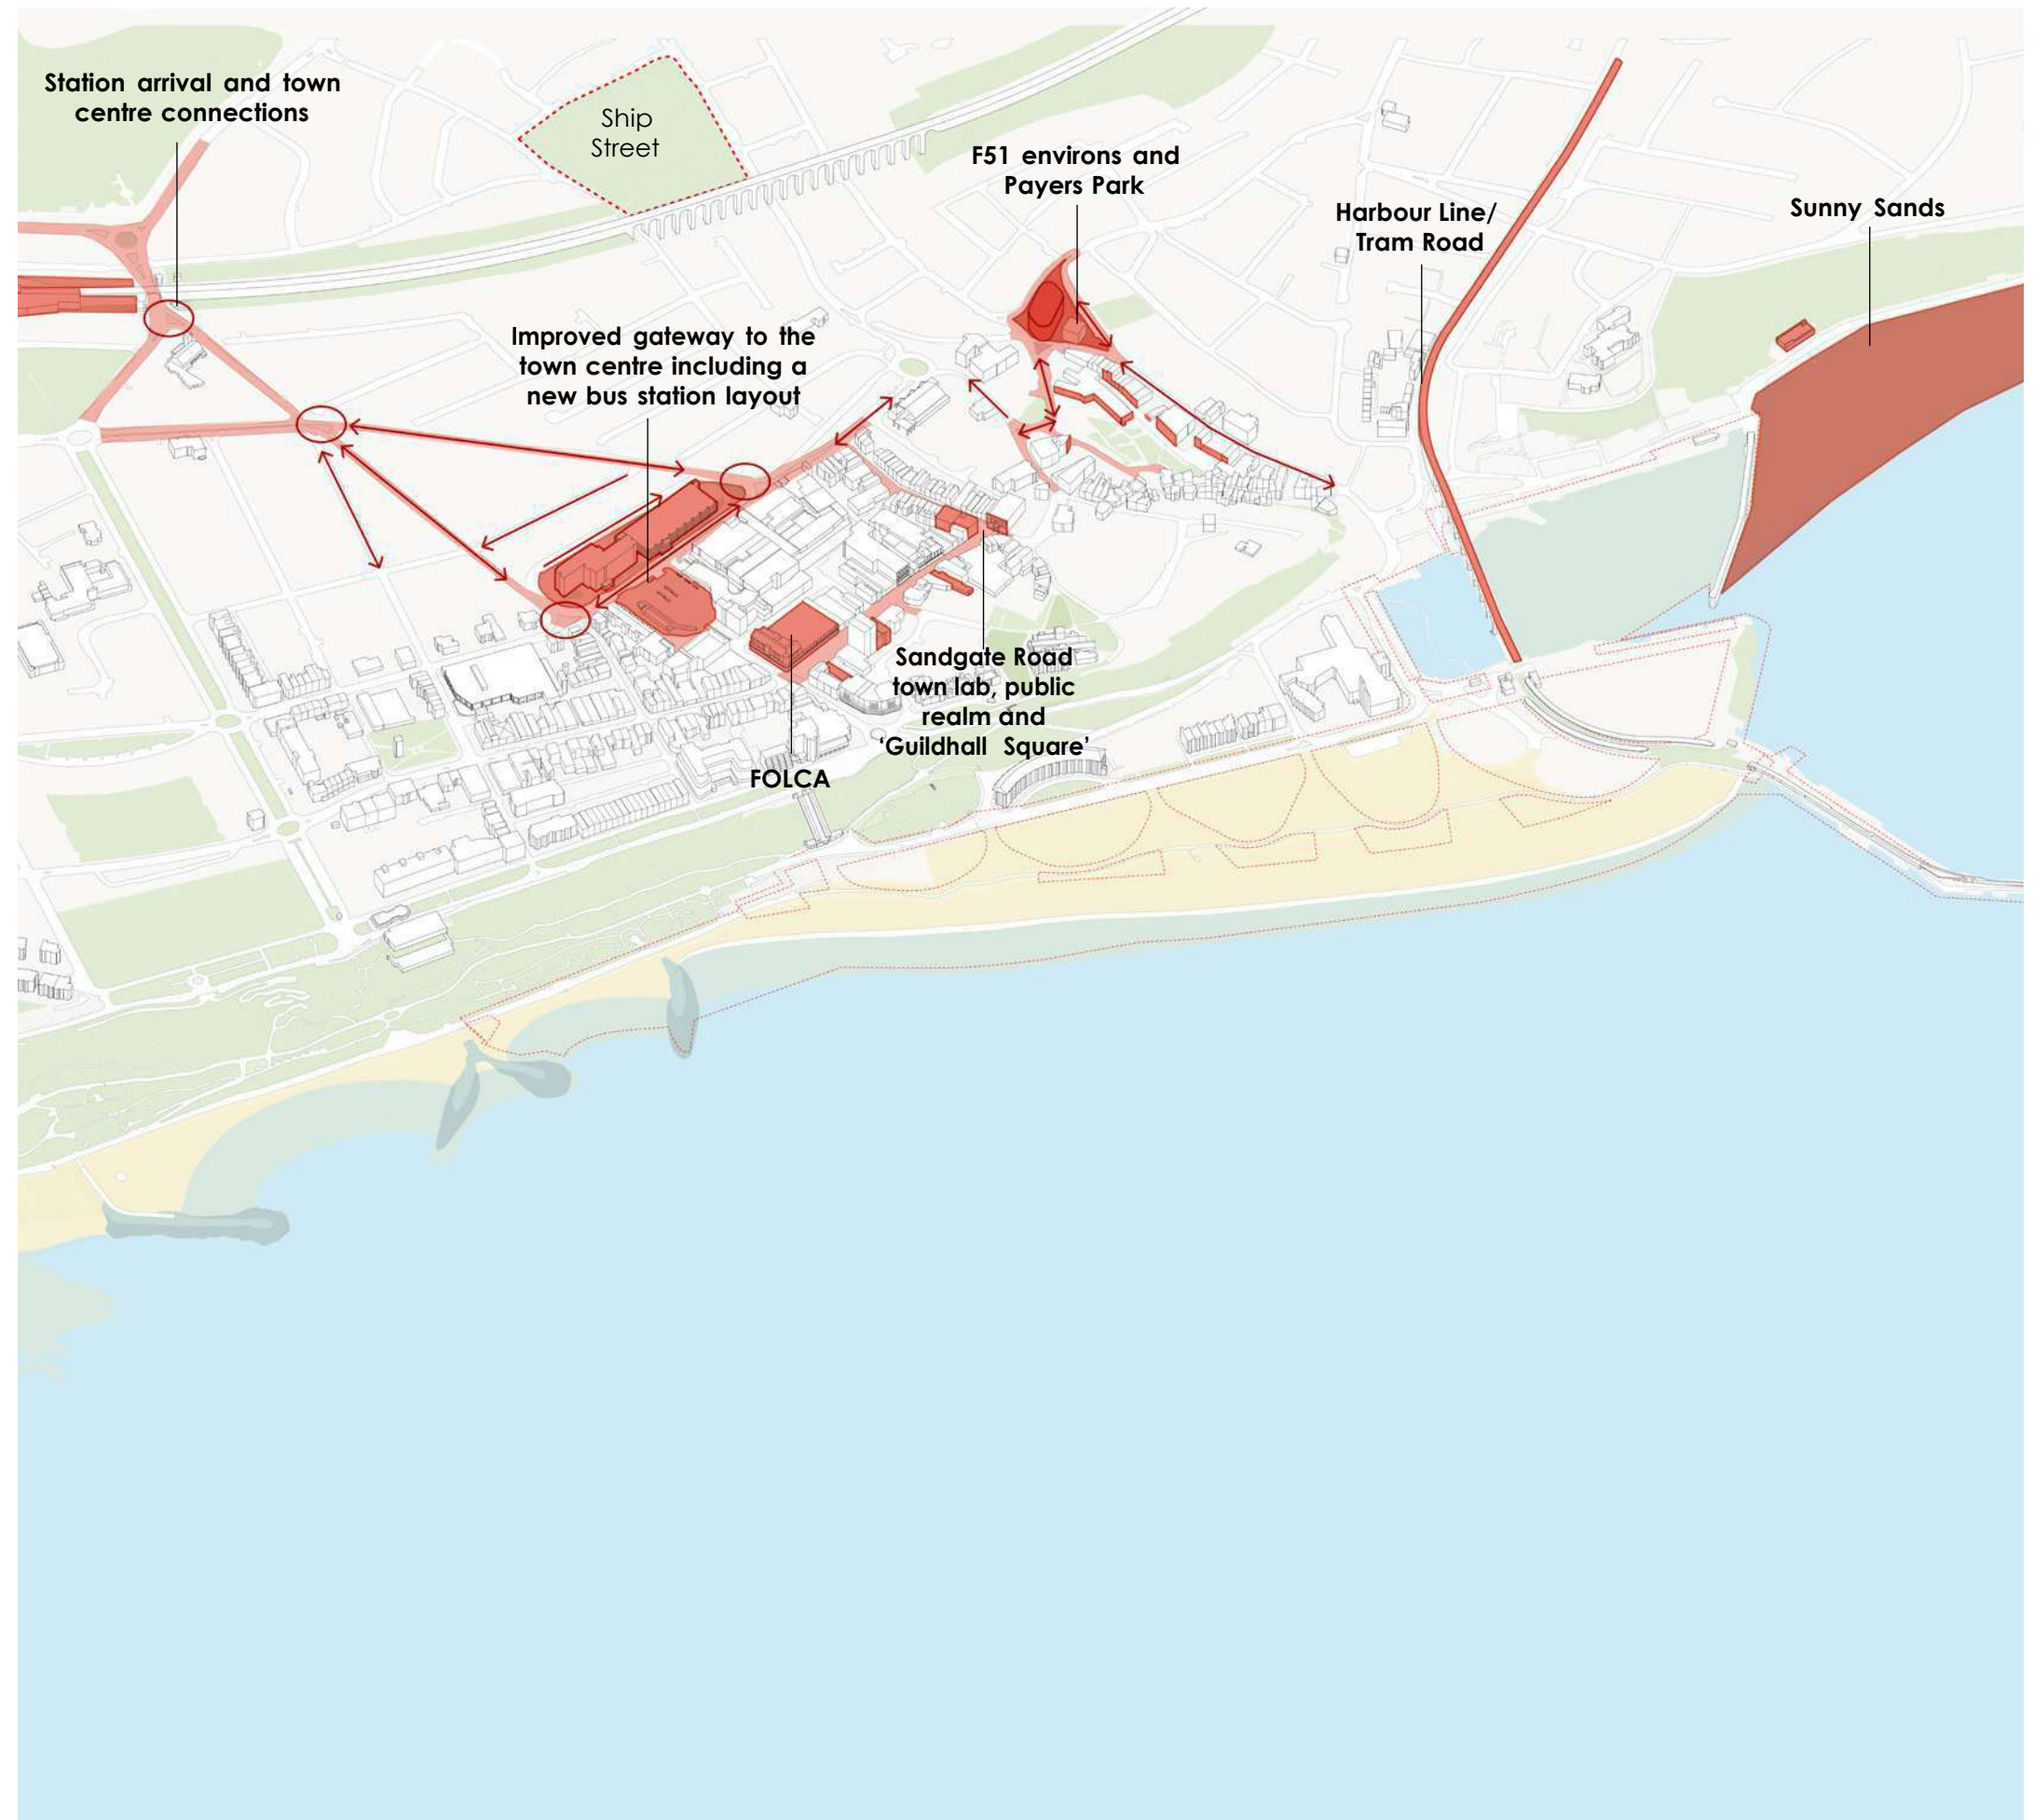 Station arrival and town
centre connections
Ship
Street
F51 environs and
Payers Park
Harbour Line/
Tram Road
Sunny Sands
Improved gateway to the
town centre including a
new bus station layout
Sandgate Road
town lab, public
realm and
‘Guildhall Square’
FOLCA